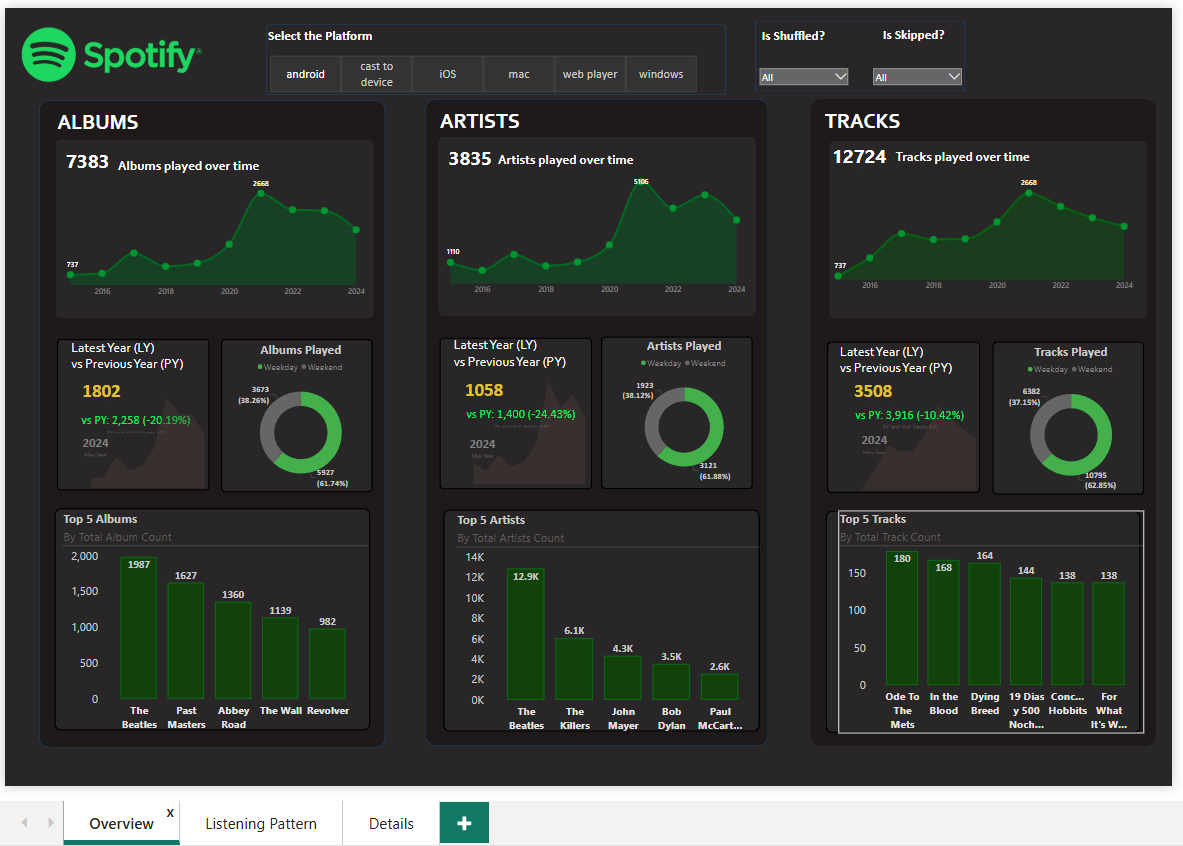 Spotify®
Select the Platform
android
cast to
device
iOS
mac
web player
windows
Is Shuffled?
All
Is Skipped?
All
ALBUMS
7383 Albums played over time
2668
737
2016 2018 2020 2022 2024
Latest Year (LY)
vs Previous Year (PY)
1802
vs PY: 2,258 (-20.19%)
2024
Max Year
Albums Played
Weekday Weekend
3673
(38.26%)
5927
(61.74%)
Top 5 Albums
By Total Album Count
2,000
1,500
1,000
500
0
1987
1627
1360
1139
982
The
Beatles
Past
Masters
Abbey
Road
The Wall
Revolver
ARTISTS
3835 Artists played over time
5106
1110
2016 2018 2020 2022 2024
Latest Year (LY)
vs Previous Year (PY)
1058
vs PY: 1,400 (-24.43%)
2024
Max Year
Artists Played
Weekday Weekend
1923
(38.12%)
3121
(61.88%)
Top 5 Artists
By Total Artists Count
14K
12K
10K
8K
6K
4K
2K
0K
12.9K
6.1K
4.3K
3.5K
2.6K
The
Beatles
The
Killers
John
Mayer
Bob
Dylan
Paul
McCart...
TRACKS
12724 Tracks played over time
2668
737
2016 2018 2020 2022 2024
Latest Year (LY)
vs Previous Year (PY)
3508
vs PY: 3,916 (-10.42%)
2024
Max Year
Tracks Played
Weekday Weekend
6382
(37.15%)
10795
(62.85%)
Top 5 Tracks
By Total Track Count
150
100
50
0
180
168
164
144
138
138
Ode To
The
Mets
In the
Blood
Dying
Breed
19 Dias
y 500
Noch...
Conc...
Hobbits
For
What
It's W...
Overview
X
Listening Pattern
Details
+